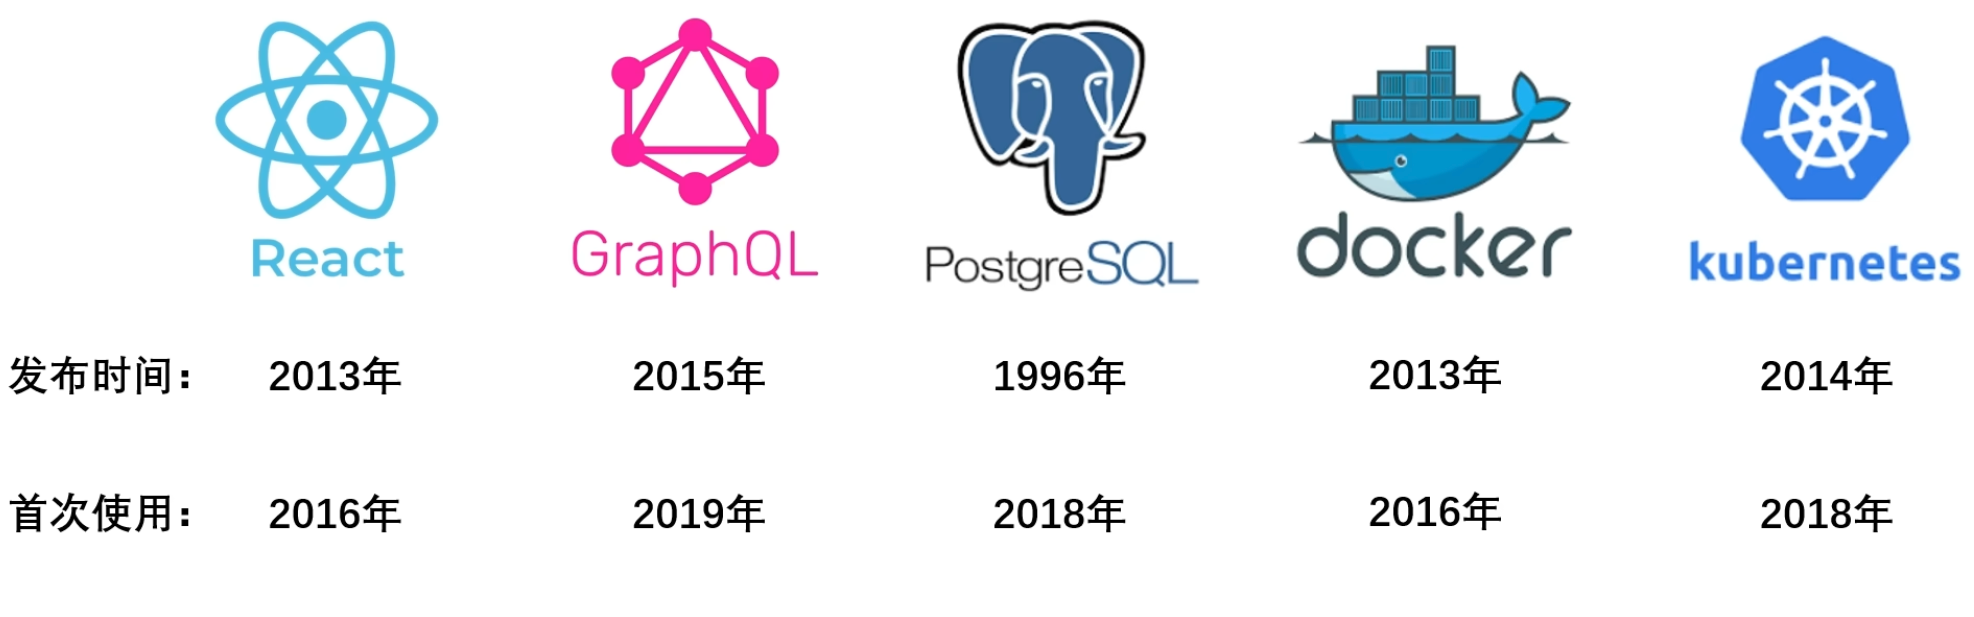 React GraphQL PostgreSQL docker kubernetes
发布时间： 2013年 2015年 1996年 2013年 2014年
首次使用： 2016年 2019年 2018年 2016年 2018年